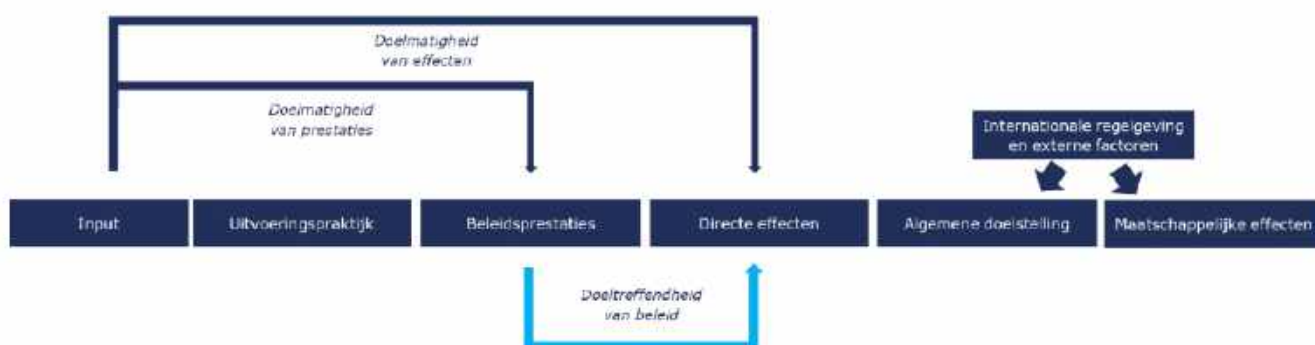 Doelmatigheid
van effecten
Doelmatigheid
van prestaties
Internationale regelgeving
en externe factoren
Input
Uitvoeringspraktijk
Beleidsprestaties
Directe effecten
Algemene doelstelling
Maatschappelijke effecten
Doeltreffendheid
van beleid